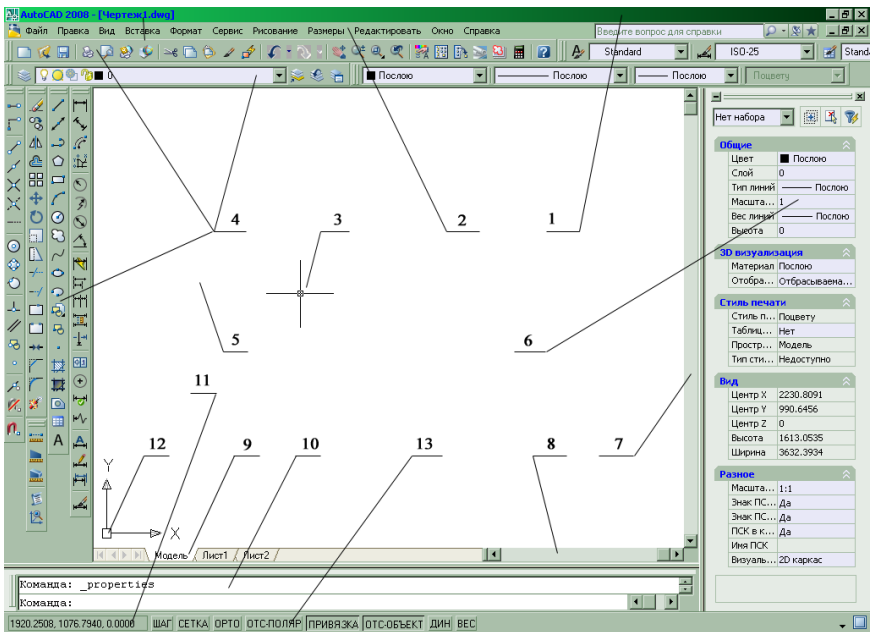 AutoCAD 2008 - [Чертеж1.dwg]
Файл Правка Вид Вставка Формат Сервис Рисование Размеры Редактировать Окно Справка
Введите вопрос для справки
Standard ISO-25 Stand
0 Послою Послою Послою Поцвету
Нет набора
Общие
Цвет Послою
Слой 0
Тип линий Послою
Масшта... 1
Вес линий Послою
Высота 0
4 3 2 1
3D визуализация
Материал Послою
Отобра... Отбрасываема...
Стиль печати
Стиль п... Поцвету
Таблиц... Нет
Простр... Модель
Тип сти... Недоступно
5 6
Вид
Центр X 2230.8091
Центр Y 990.6456
Центр Z 0
Высота 1613.0535
Ширина 3632.3934
11
12 9 10 13 8 7
Разное
Масшта... 1:1
Знак ПС... Да
Знак ПС... Да
ПСК в к... Да
Имя ПСК
Визуаль... 2D каркас
A
A
Y
X
Модель Лист1 Лист2
Команда: _properties
Команда:
1920.2508, 1076.7940, 0.0000 ШАГ СЕТКА ОРТО ОТС-ПОЛЯР ПРИВЯЗКА ОТС-ОБЪЕКТ ДИН ВЕС